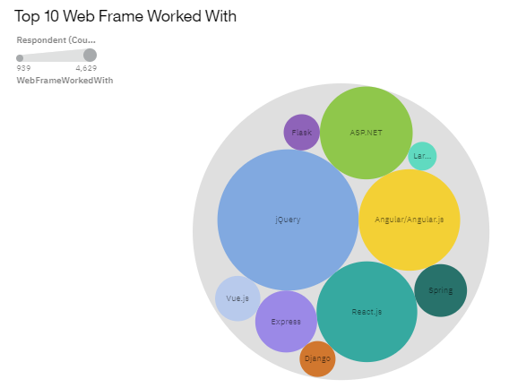 Top 10 Web Frame Worked With
Respondent (Cou...
939 4,629
WebFrameWorkedWith
Flask
ASP.NET
Lar...
jQuery
Angular/Angular.js
Vue.js
Express
React.js
Spring
Django